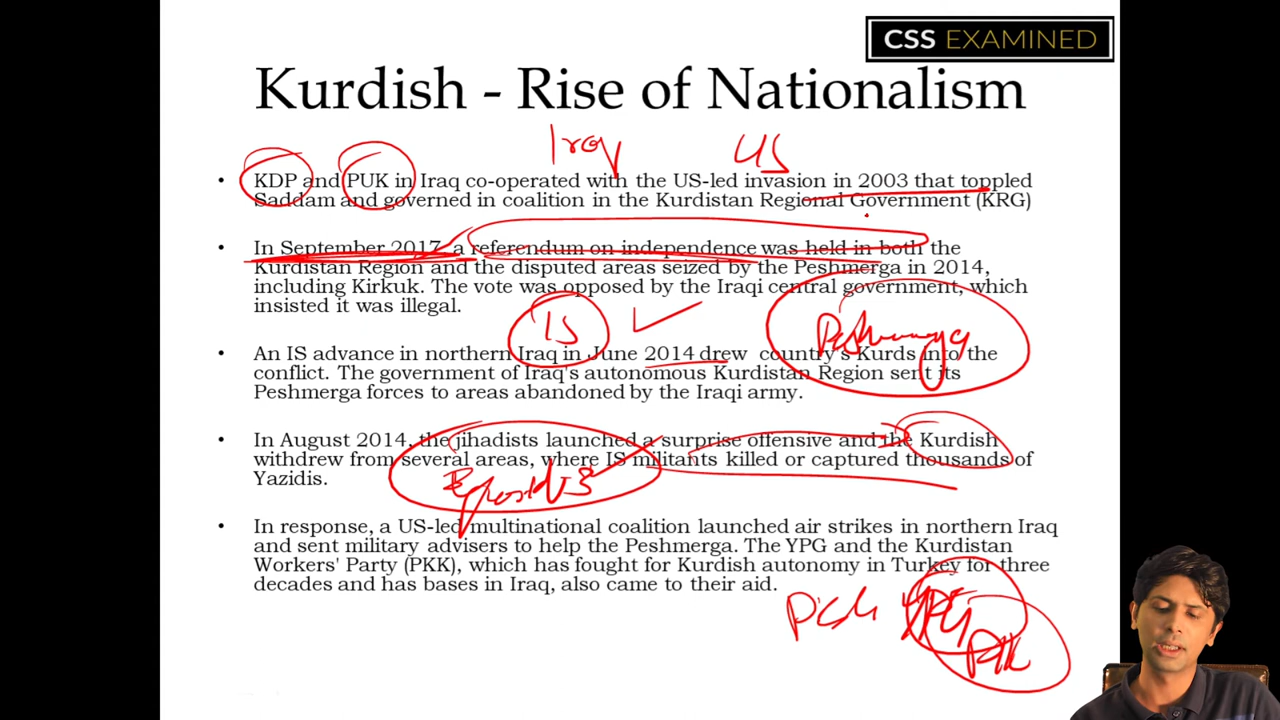 CSS EXAMINED
Kurdish - Rise of Nationalism
Iraq US
• KDP and PUK in Iraq co-operated with the US-led invasion in 2003 that toppled
Saddam and governed in coalition in the Kurdistan Regional Government (KRG)
• In September 2017, a referendum on independence was held in both the
Kurdistan Region and the disputed areas seized by the Peshmerga in 2014,
including Kirkuk. The vote was opposed by the Iraqi central government, which
insisted it was illegal.
IS
Peshmerga
• An IS advance in northern Iraq in June 2014 drew country's Kurds into the
conflict. The government of Iraq's autonomous Kurdistan Region sent its
Peshmerga forces to areas abandoned by the Iraqi army.
• In August 2014, the jihadists launched a surprise offensive and the Kurdish
withdrew from several areas, where IS militants killed or captured thousands of
Yazidis.
• In response, a US-led multinational coalition launched air strikes in northern Iraq
and sent military advisers to help the Peshmerga. The YPG and the Kurdistan
Workers' Party (PKK), which has fought for Kurdish autonomy in Turkey for three
decades and has bases in Iraq, also came to their aid.
YPG